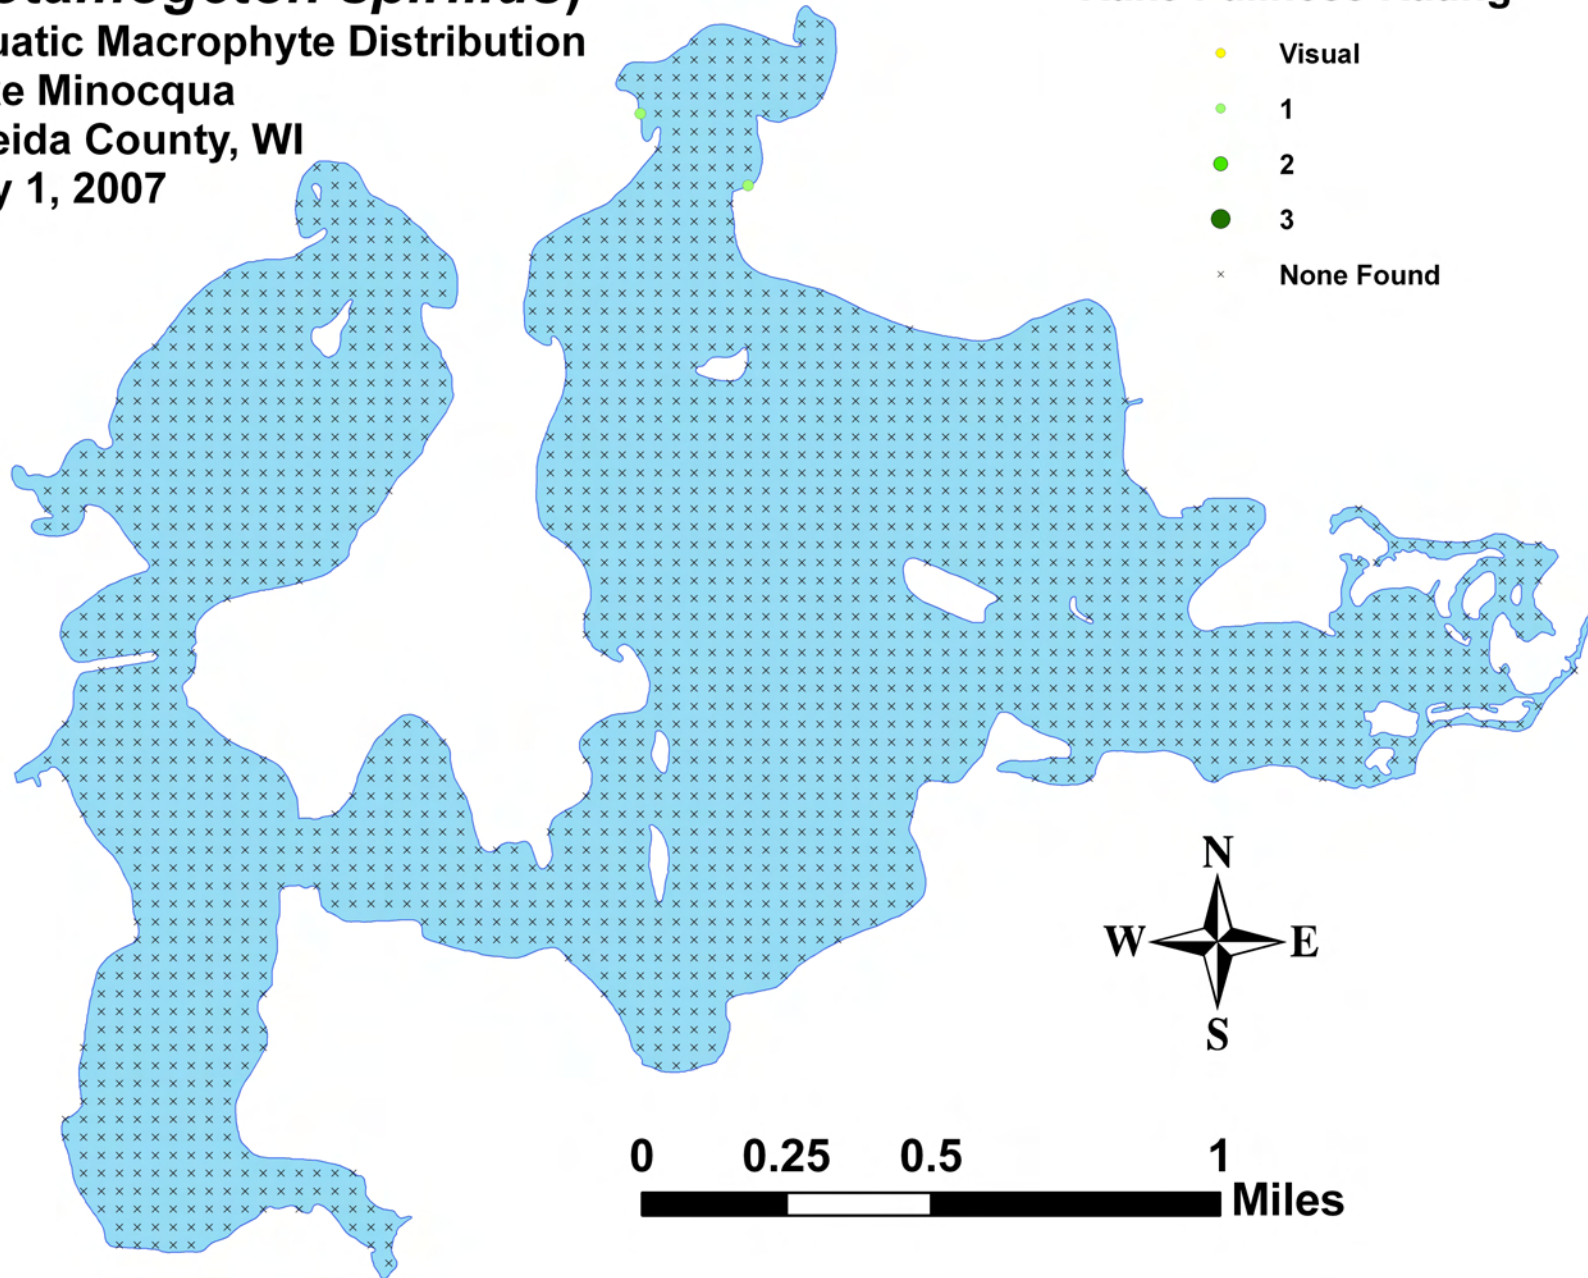 uatic Macrophyte Distribution
Minocqua
County, WI
1, 2007
Visual
1
2
3
None Found
N
W E
S
0 0.25 0.5 1
Miles